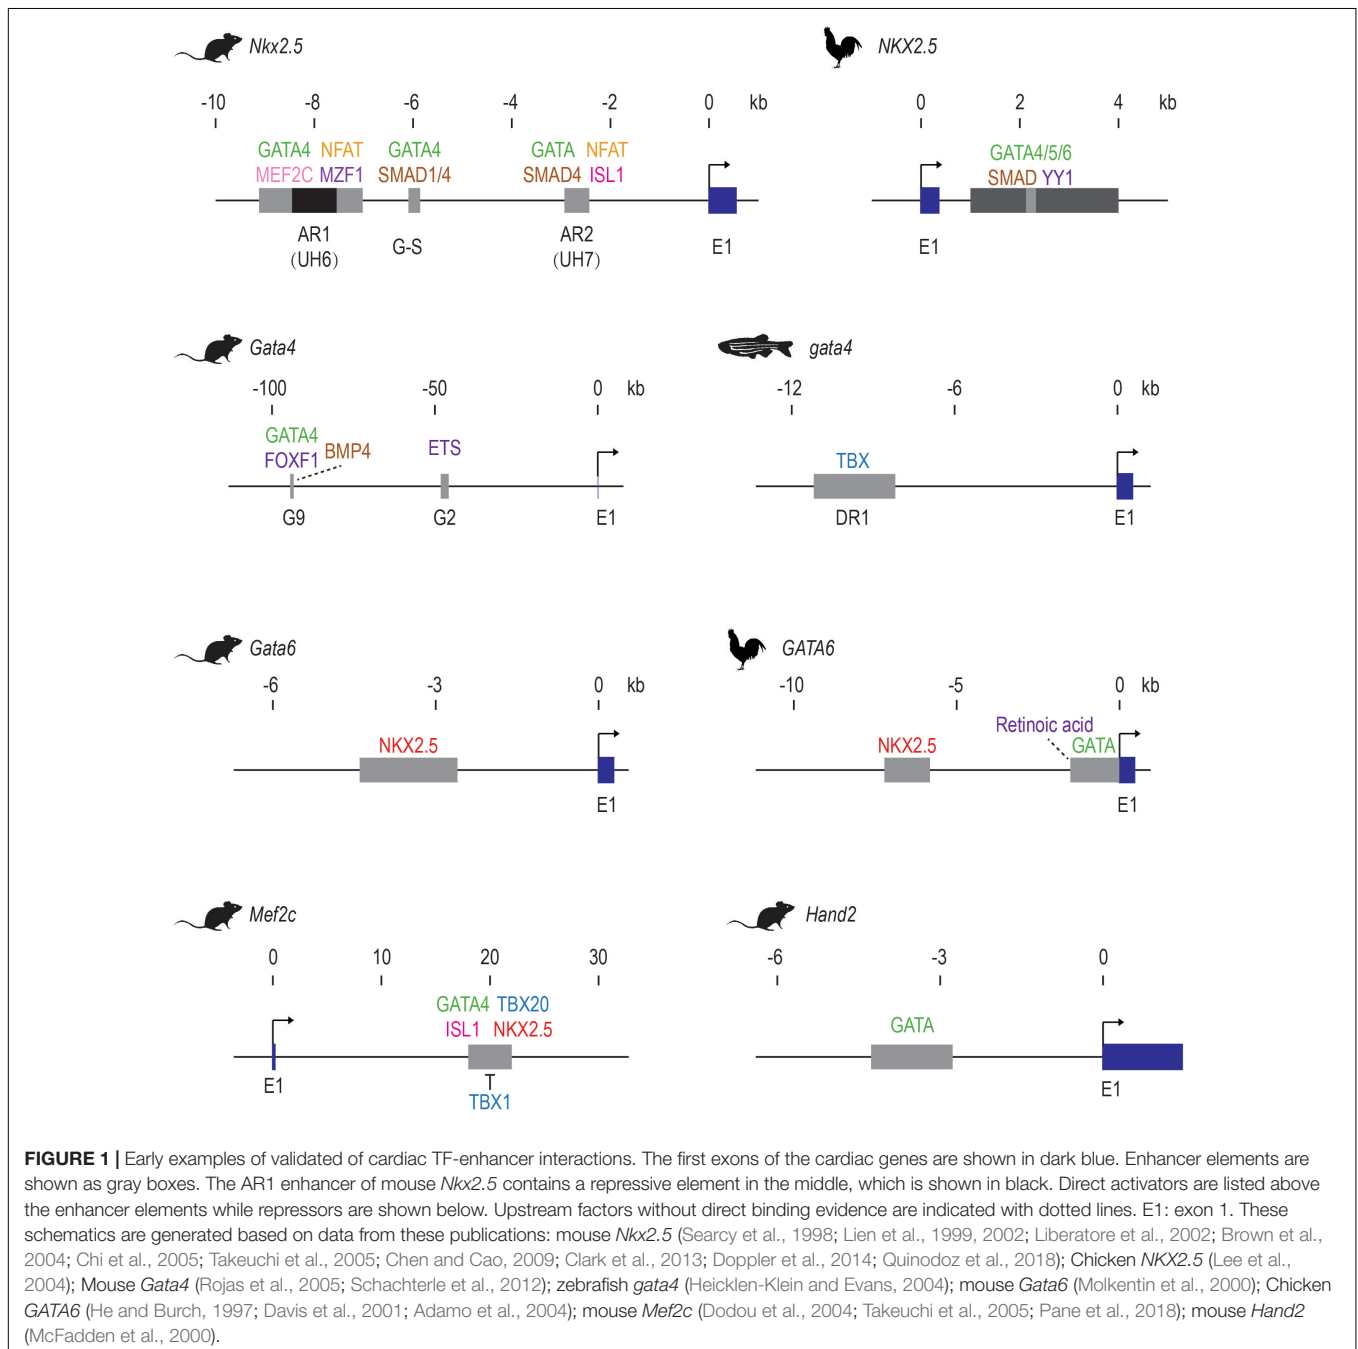 Nkx2.5
-10 -8 -6 -4 -2 0 kb
GATA4 NFAT GATA4 GATA NFAT
MEF2C MZF1 SMAD1/4 SMAD4 ISL1
AR1 G-S AR2 E1
(UH6) (UH7)
NKX2.5
0 2 4 kb
GATA4/5/6
SMAD YY1
E1
Gata4
-100 -50 0 kb
GATA4
FOXF1 BMP4 ETS
G9 G2 E1
gata4
-12 -6 0 kb
TBX
DR1 E1
Gata6
-6 -3 0 kb
NKX2.5
E1
GATA6
-10 -5 0 kb
Retinoic acid
NKX2.5 GATA
E1
Mef2c
0 10 20 30
GATA4 TBX20
ISL1 NKX2.5
E1
TBX1
Hand2
-6 -3 0
GATA
E1
FIGURE 1 | Early examples of validated of cardiac TF-enhancer interactions. The first exons of the cardiac genes are shown in dark blue. Enhancer elements are
shown as gray boxes. The AR1 enhancer of mouse Nkx2.5 contains a repressive element in the middle, which is shown in black. Direct activators are listed above
the enhancer elements while repressors are shown below. Upstream factors without direct binding evidence are indicated with dotted lines. E1: exon 1. These
schematics are generated based on data from these publications: mouse Nkx2.5 (Searcy et al., 1998; Lien et al., 1999, 2002; Liberatore et al., 2002; Brown et al.,
2004; Chi et al., 2005; Takeuchi et al., 2005; Chen and Cao, 2009; Clark et al., 2013; Doppler et al., 2014; Quinodoz et al., 2018); Chicken NKX2.5 (Lee et al.,
2004); Mouse Gata4 (Rojas et al., 2005; Schachterle et al., 2012); zebrafish gata4 (Heicklen-Klein and Evans, 2004); mouse Gata6 (Molkentin et al., 2000); Chicken
GATA6 (He and Burch, 1997; Davis et al., 2001; Adamo et al., 2004); mouse Mef2c (Dodou et al., 2004; Takeuchi et al., 2005; Pane et al., 2018); mouse Hand2
(McFadden et al., 2000).